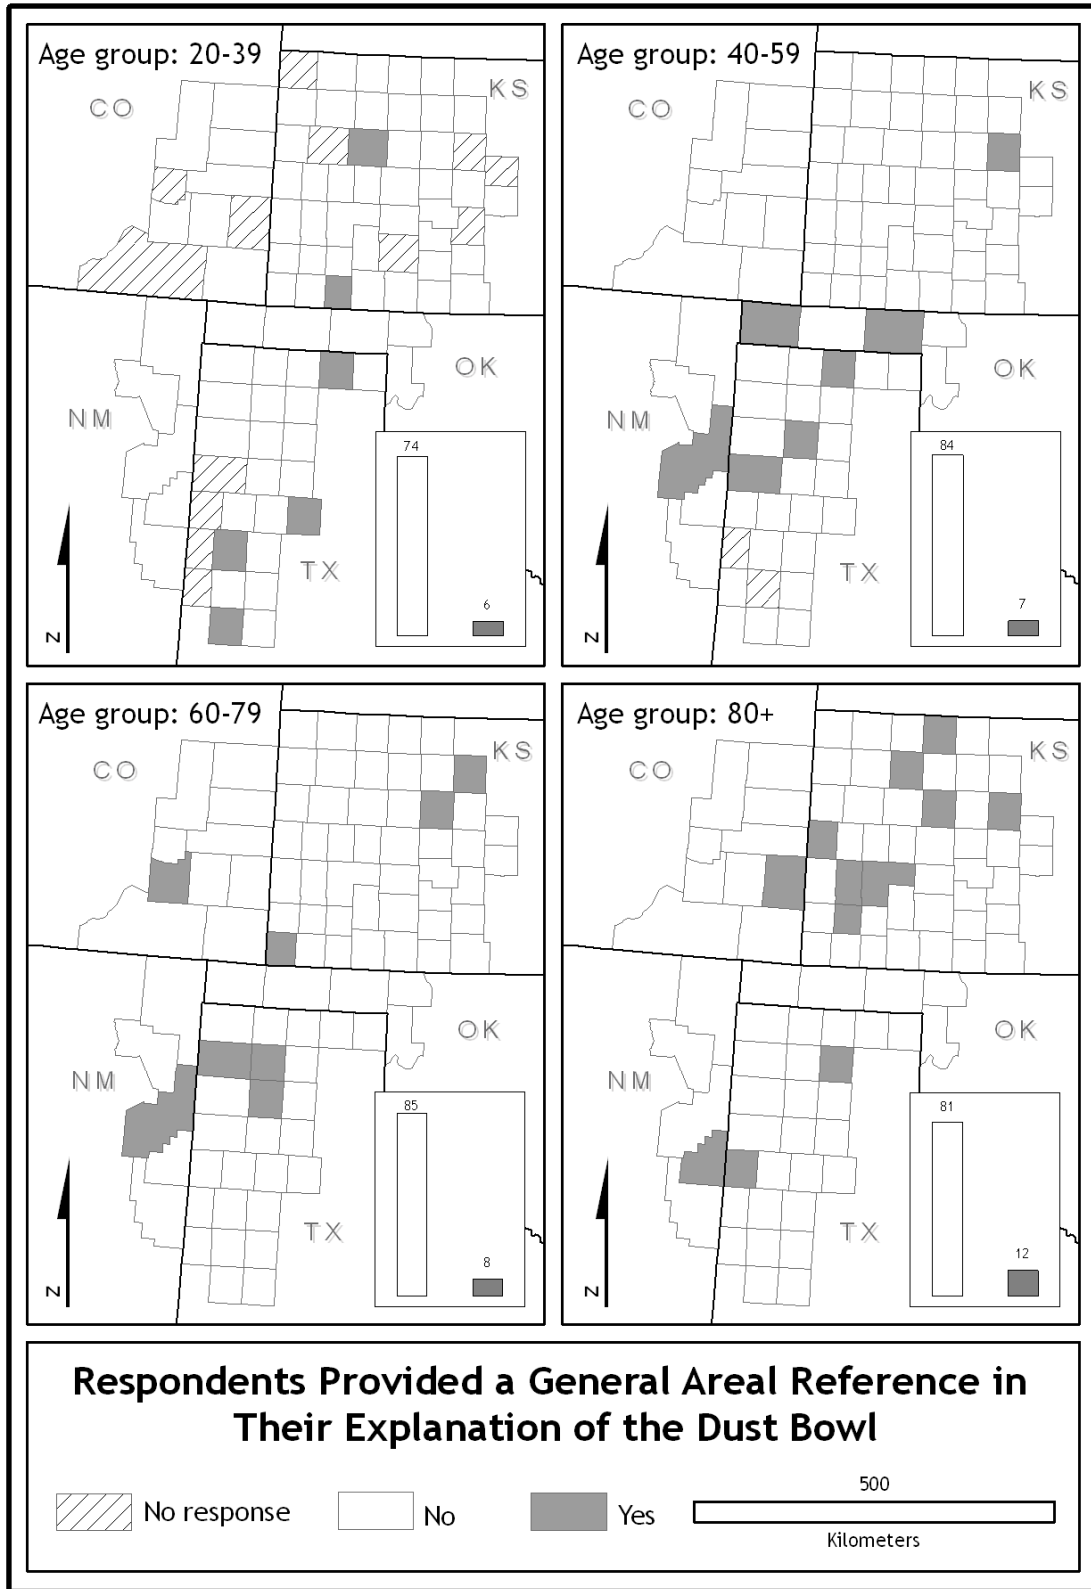 Age group: 20-39
CO
KS
NM
OK
TX
74
6
N
Age group: 40-59
CO
KS
NM
OK
TX
84
7
N
Age group: 60-79
CO
KS
NM
OK
TX
85
8
N
Age group: 80+
CO
KS
NM
OK
TX
81
12
N
Respondents Provided a General Areal Reference in
Their Explanation of the Dust Bowl
No response
No
Yes
500
Kilometers